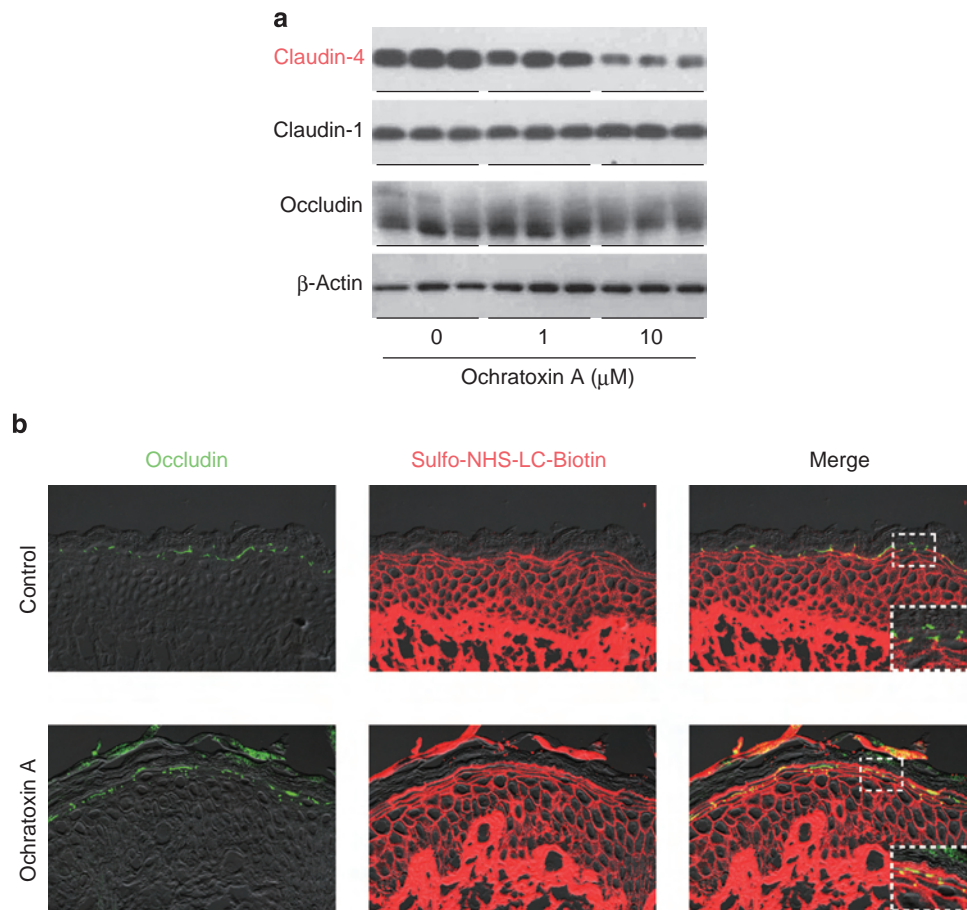 a
Claudin-4
Claudin-1
Occludin
β-Actin
0 1 10
Ochratoxin A (μM)
b
Occludin Sulfo-NHS-LC-Biotin Merge
Control
Ochratoxin A